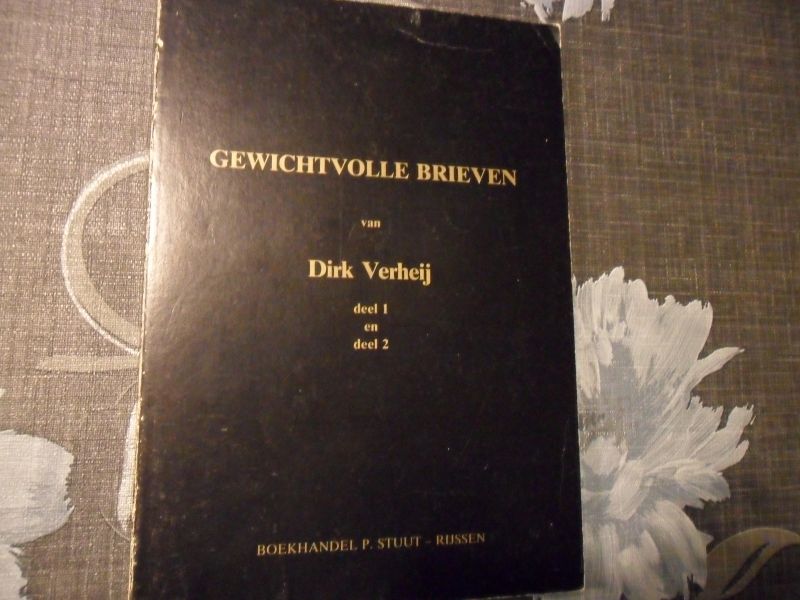 GEWICHTVOLLE BRIEVEN
van
Dirk Verheij
deel 1
en
deel 2
BOEKHANDEL P. STUUT – RIJSSEN